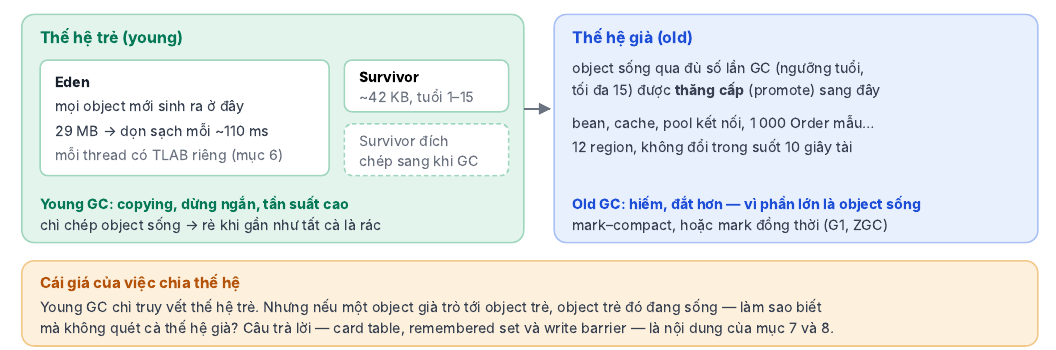 Thế hệ trẻ (young)
Eden
mọi object mới sinh ra ở đây
29 MB → dọn sạch mỗi ~110 ms
mỗi thread có TLAB riêng (mục 6)
Survivor
~42 KB, tuổi 1–15
Survivor đích
chép sang khi GC
Young GC: copying, dừng ngắn, tần suất cao
chỉ chép object sống → rẻ khi gần như tất cả là rác
Thế hệ già (old)
object sống qua đủ số lần GC (ngưỡng tuổi,
tối đa 15) được thăng cấp (promote) sang đây
bean, cache, pool kết nối, 1 000 Order mẫu...
12 region, không đổi trong suốt 10 giây tải
Old GC: hiếm, đắt hơn — vì phần lớn là object sống
mark–compact, hoặc mark đồng thời (G1, ZGC)
Cái giá của việc chia thế hệ
Young GC chỉ truy vết thế hệ trẻ. Nhưng nếu một object già trỏ tới object trẻ, object trẻ đó đang sống — làm sao biết
mà không quét cả thế hệ già? Câu trả lời — card table, remembered set và write barrier — là nội dung của mục 7 và 8.